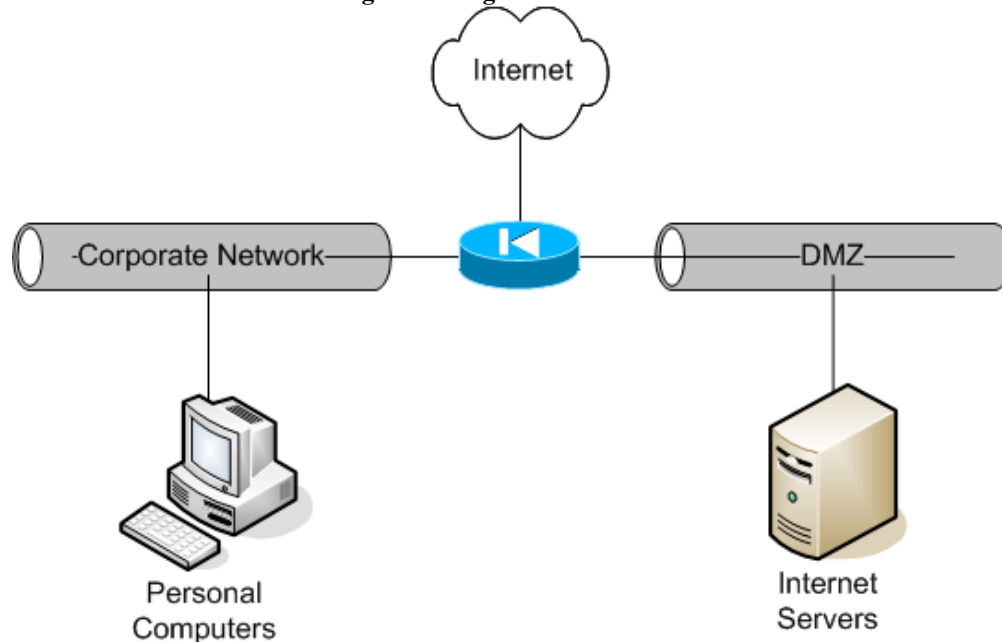 Internet
Corporate Network
DMZ
Personal
Computers
Internet
Servers